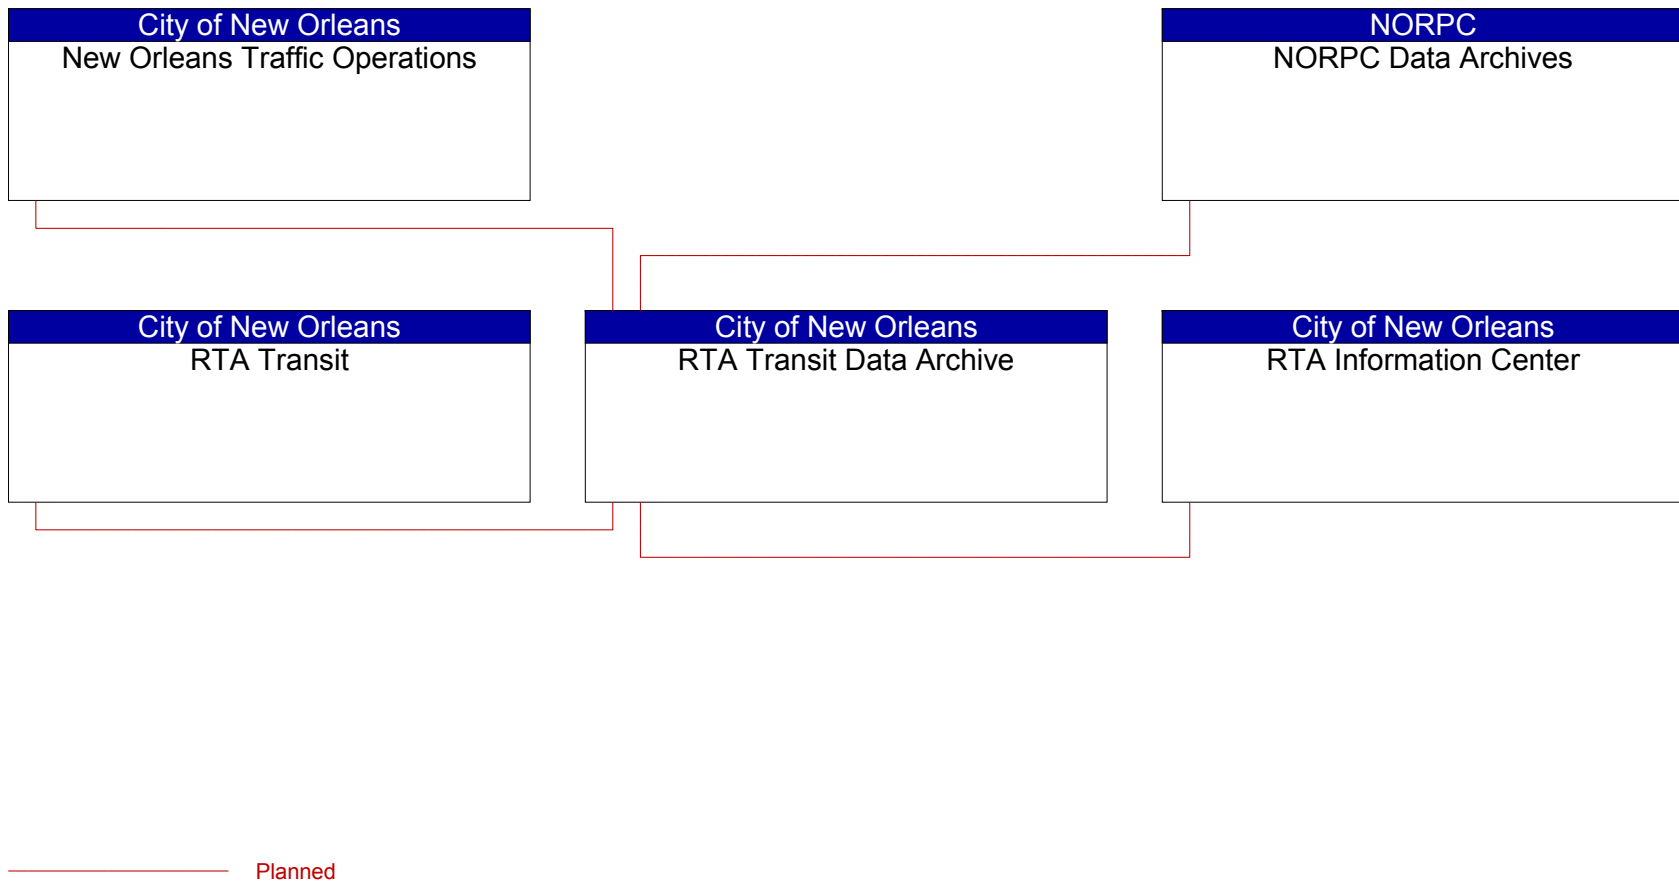 City of New Orleans
New Orleans Traffic Operations
NORPC
NORPC Data Archives
City of New Orleans
RTA Transit
City of New Orleans
RTA Transit Data Archive
City of New Orleans
RTA Information Center
Planned